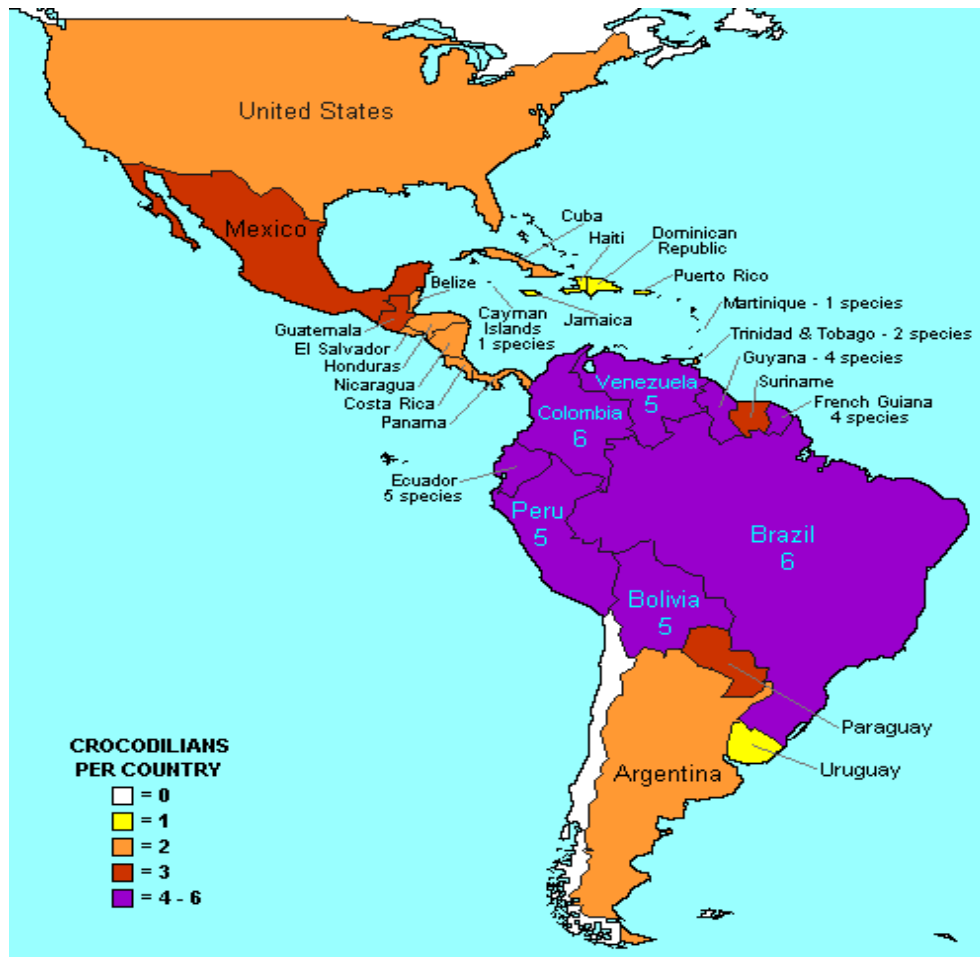 United States
Mexico
Cuba
Haiti
Dominican
Republic
Puerto Rico
Belize
Martinique - 1 species
Cayman
Islands
1 species
Jamaica
Guatemala
El Salvador
Honduras
Nicaragua
Costa Rica
Panama
Trinidad & Tobago - 2 species
Guyana - 4 species
Suriname
French Guiana
4 species
Venezuela
5
Colombia
6
Ecuador
5 species
Peru
5
Brazil
6
Bolivia
5
Paraguay
Uruguay
Argentina
CROCODILIANS
PER COUNTRY
= 0
= 1
= 2
= 3
= 4 - 6